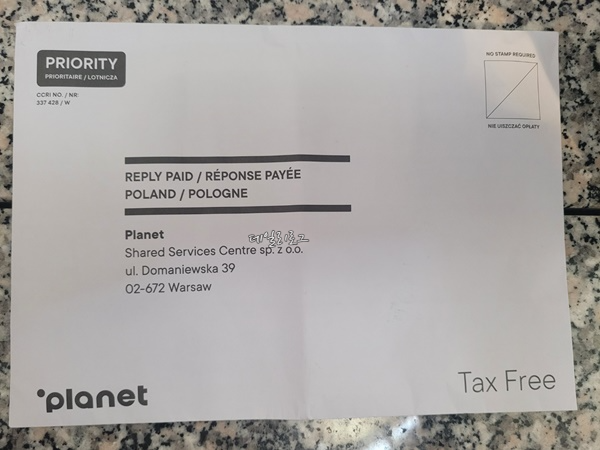 PRIORITY
PRIORITAIRE / LOTNICZA
CCRI NO. / NR:
337 428 / W
NO STAMP REQUIRED
NIE UISZCZAĆ OPŁATY
REPLY PAID / RÉPONSE PAYÉE
POLAND / POLOGNE
Planet
Shared Services Centre sp. z o.o.
ul. Domaniewska 39
02-672 Warsaw
planet
Tax Free